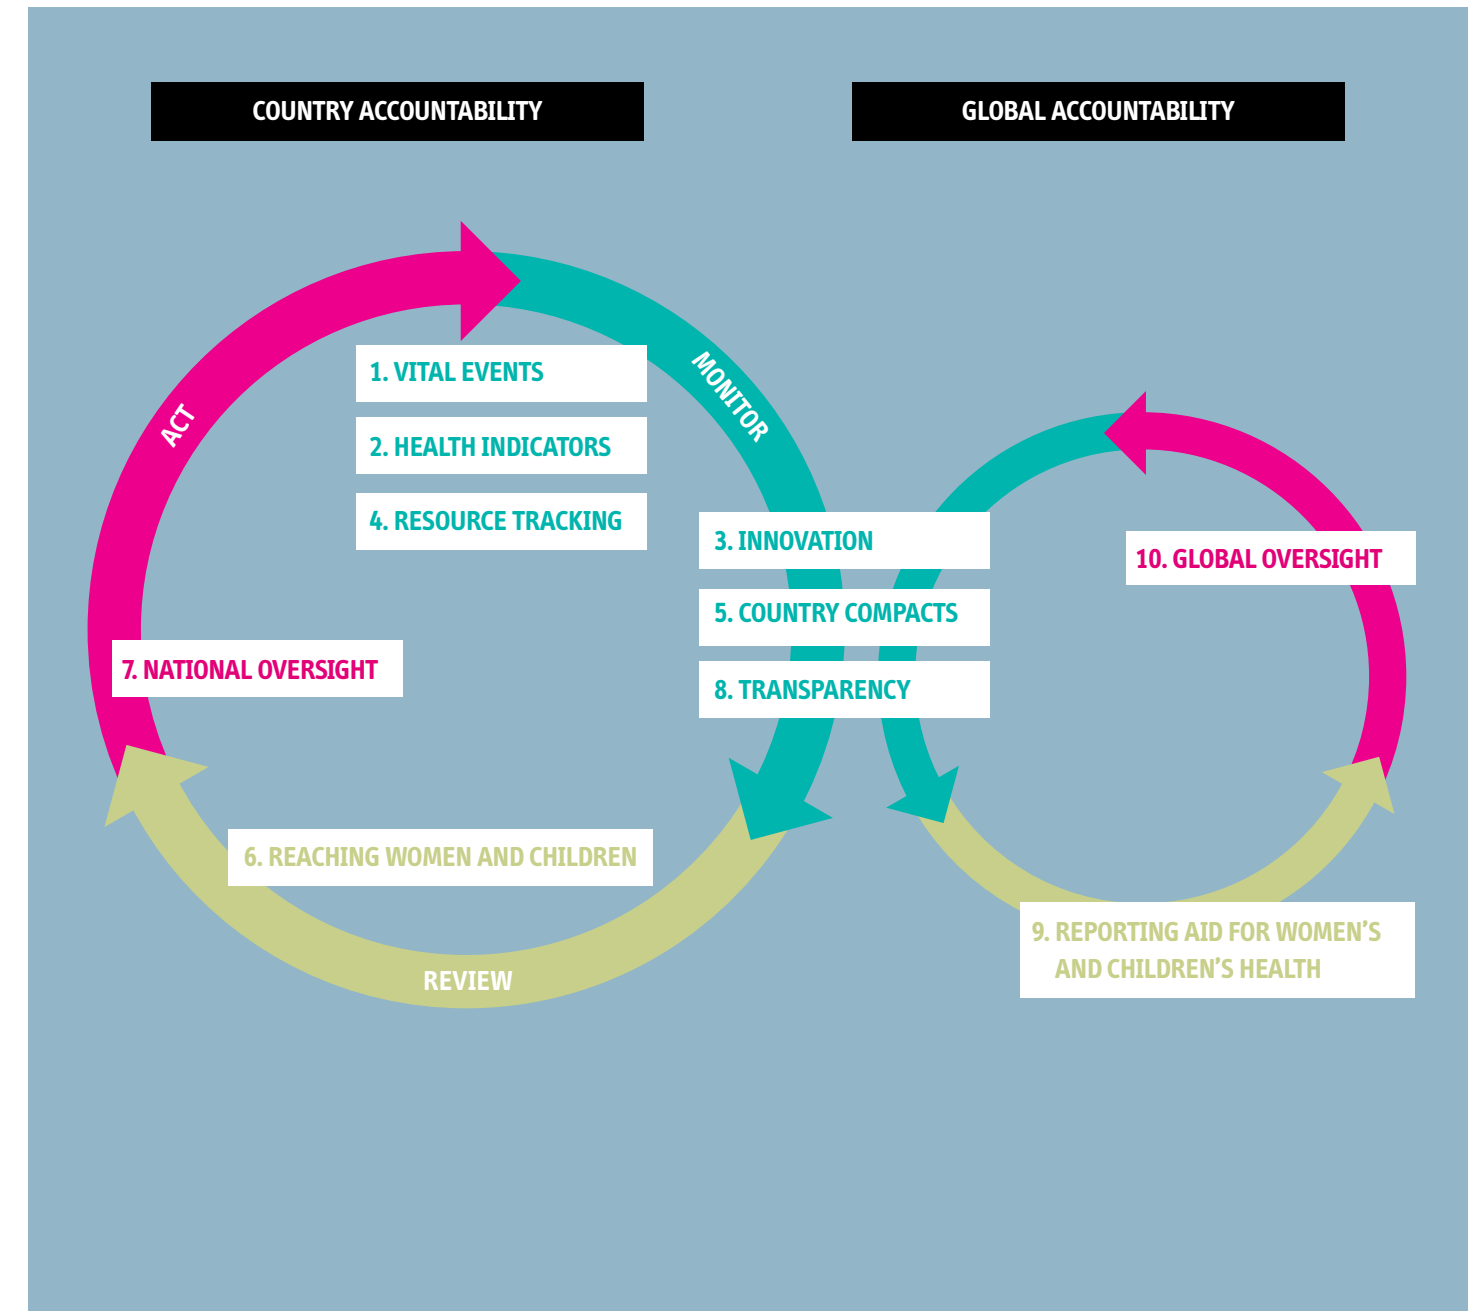 COUNTRY ACCOUNTABILITY
GLOBAL ACCOUNTABILITY
ACT
MONITOR
1. VITAL EVENTS
2. HEALTH INDICATORS
4. RESOURCE TRACKING
3. INNOVATION
5. COUNTRY COMPACTS
8. TRANSPARENCY
10. GLOBAL OVERSIGHT
7. NATIONAL OVERSIGHT
6. REACHING WOMEN AND CHILDREN
REVIEW
9. REPORTING AID FOR WOMEN’S
AND CHILDREN’S HEALTH